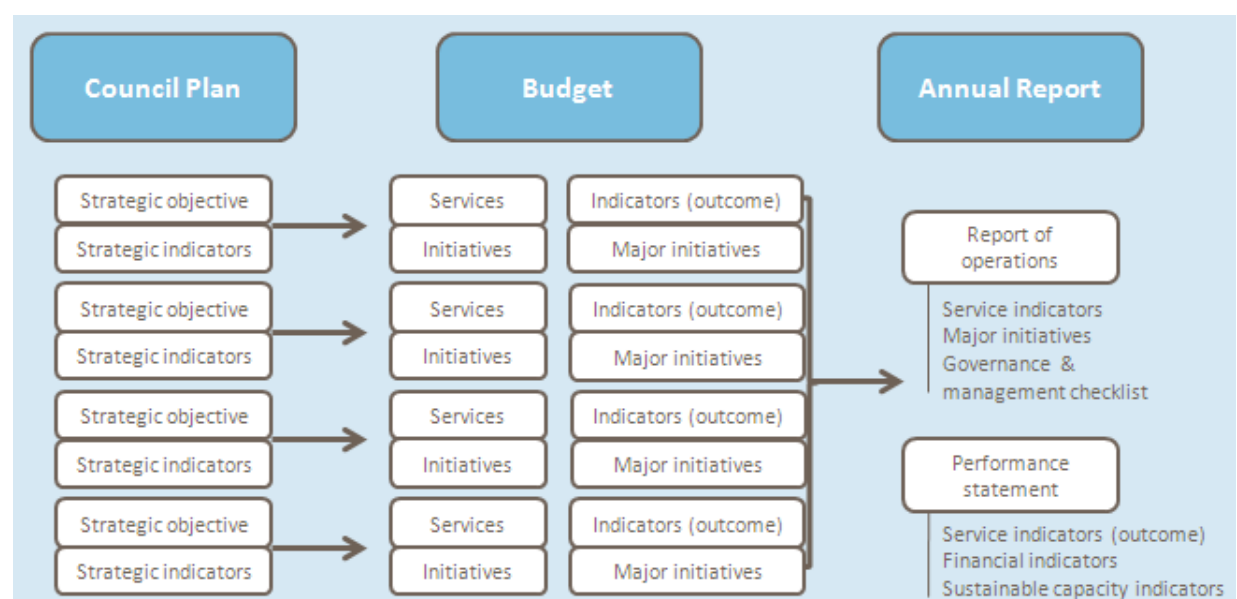 Council Plan
Budget
Annual Report
Strategic objective
Strategic indicators
Services
Initiatives
Indicators (outcome)
Major initiatives
Strategic objective
Strategic indicators
Services
Initiatives
Indicators (outcome)
Major initiatives
Strategic objective
Strategic indicators
Services
Initiatives
Indicators (outcome)
Major initiatives
Strategic objective
Strategic indicators
Services
Initiatives
Indicators (outcome)
Major initiatives
Report of
operations
Service indicators
Major initiatives
Governance &
management checklist
Performance
statement
Service indicators (outcome)
Financial indicators
Sustainable capacity indicators